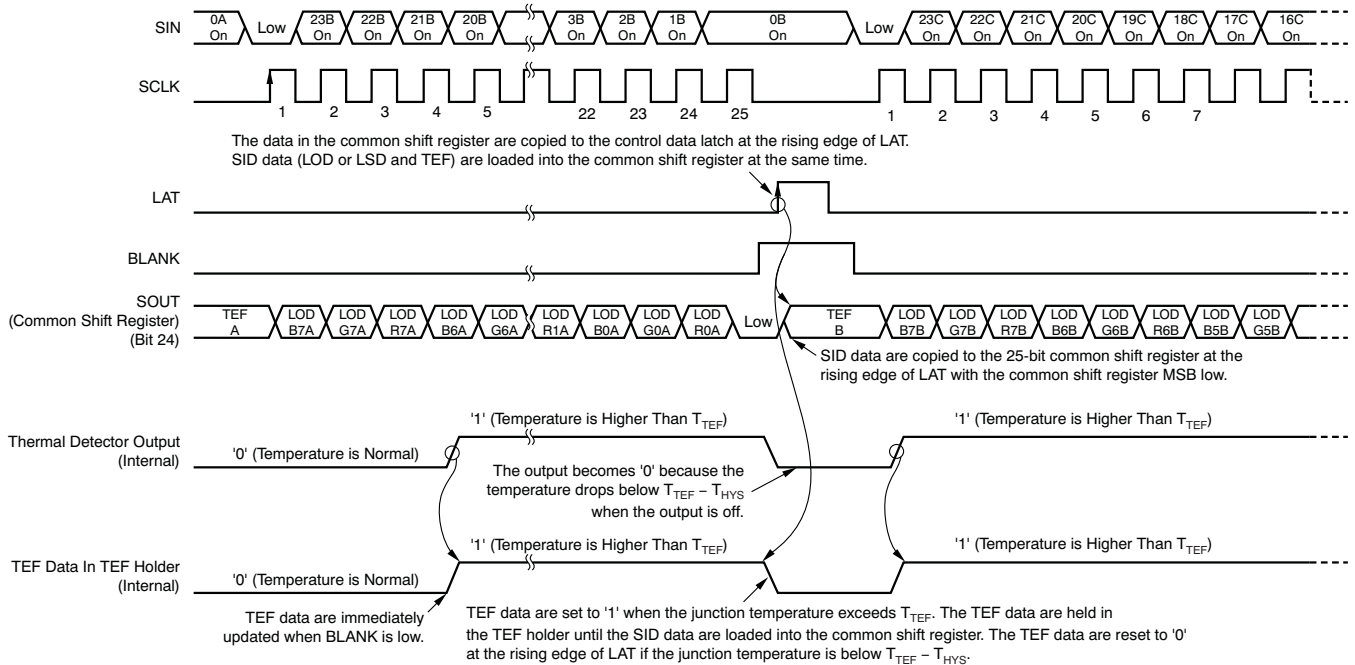 SIN
0A On
Low
23B On
22B On
21B On
20B On
3B On
2B On
1B On
0B On
Low
23C On
22C On
21C On
20C On
19C On
18C On
17C On
16C On
SCLK
1 2 3 4 5 22 23 24 25 1 2 3 4 5 6 7
The data in the common shift register are copied to the control data latch at the rising edge of LAT.
SID data (LOD or LSD and TEF) are loaded into the common shift register at the same time.
LAT
BLANK
SOUT
(Common Shift Register)
(Bit 24)
TEF A
LOD B7A
LOD G7A
LOD R7A
LOD B6A
LOD G6A
LOD R1A
LOD B0A
LOD G0A
LOD R0A
Low
TEF B
LOD B7B
LOD G7B
LOD R7B
LOD B6B
LOD G6B
LOD R6B
LOD B5B
LOD G5B
SID data are copied to the 25-bit common shift register at the
rising edge of LAT with the common shift register MSB low.
Thermal Detector Output
(Internal)
'0' (Temperature is Normal)
'1' (Temperature is Higher Than TTEF)
'1' (Temperature is Higher Than TTEF)
The output becomes '0' because the
temperature drops below TTEF – THYS
when the output is off.
TEF Data In TEF Holder
(Internal)
'0' (Temperature is Normal)
'1' (Temperature is Higher Than TTEF)
'1' (Temperature is Higher Than TTEF)
TEF data are immediately
updated when BLANK is low.
TEF data are set to '1' when the junction temperature exceeds TTEF. The TEF data are held in
the TEF holder until the SID data are loaded into the common shift register. The TEF data are reset to '0'
at the rising edge of LAT if the junction temperature is below TTEF – THYS.